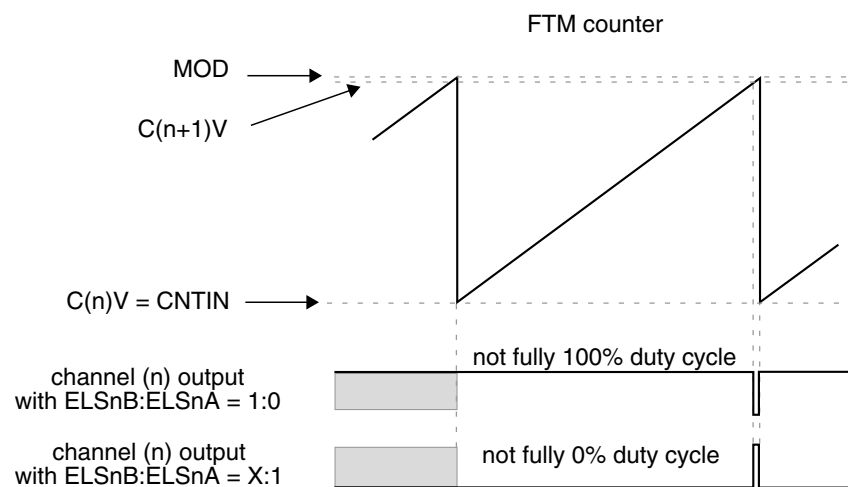 FTM counter
MOD
C(n+1)V
C(n)V = CNTIN
not fully 100% duty cycle
channel (n) output
with ELSnB:ELSnA = 1:0
channel (n) output
with ELSnB:ELSnA = X:1
not fully 0% duty cycle